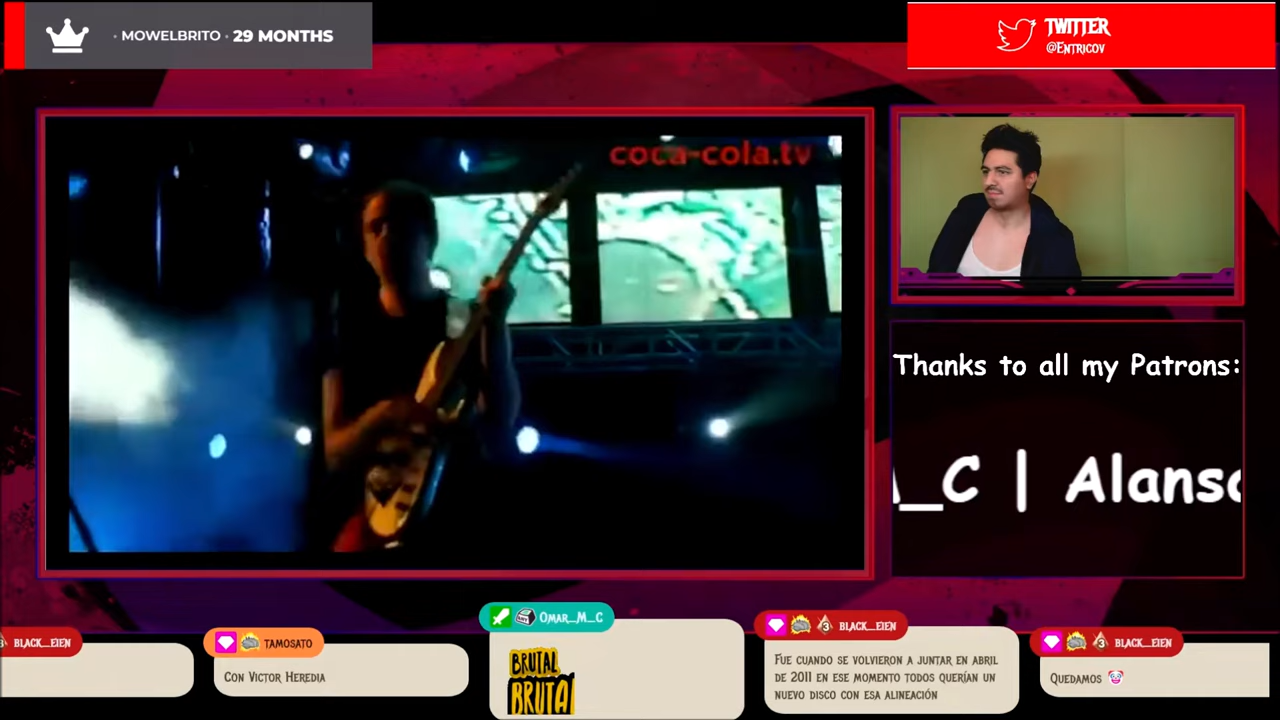 · MOWELBRITO · 29 MONTHS
TWITTER
@Entricov
coca-cola.tv
Thanks to all my Patrons:
_C | Alans
BLACK_EIEN
TAMOSATO
Con Victor Heredia
Omar_M_C
BRUTAL
BRUTAL
3 BLACK_EIEN
Fue cuando se volvieron a juntar en abril
de 2011 en ese momento todos querían un
nuevo disco con esa alineación
3 BLACK_EIEN
Quedamos 🤡